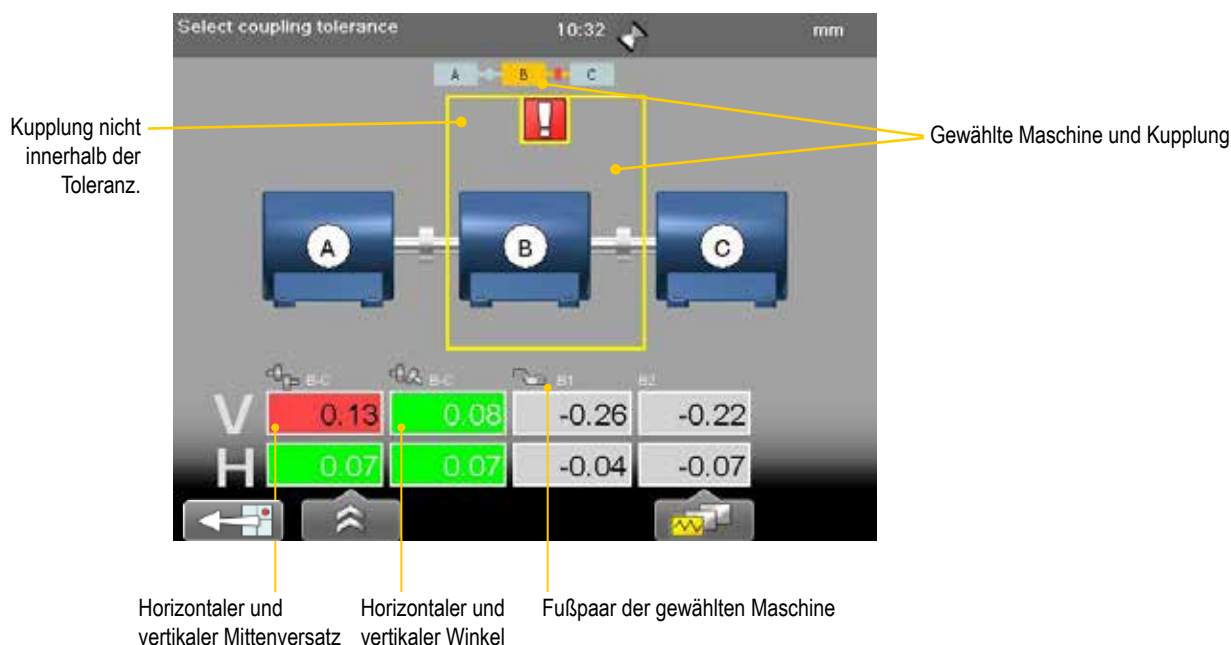 Select coupling tolerance 10:32 mm
A B C
Kupplung nicht
innerhalb der
Toleranz.
Gewählte Maschine und Kupplung
A B C
B-C B-C B1 B2
V 0.13 0.08 -0.26 -0.22
H 0.07 0.07 -0.04 -0.07
Horizontaler und
vertikaler Mittenversatz
Horizontaler und
vertikaler Winkel
Fußpaar der gewählten Maschine